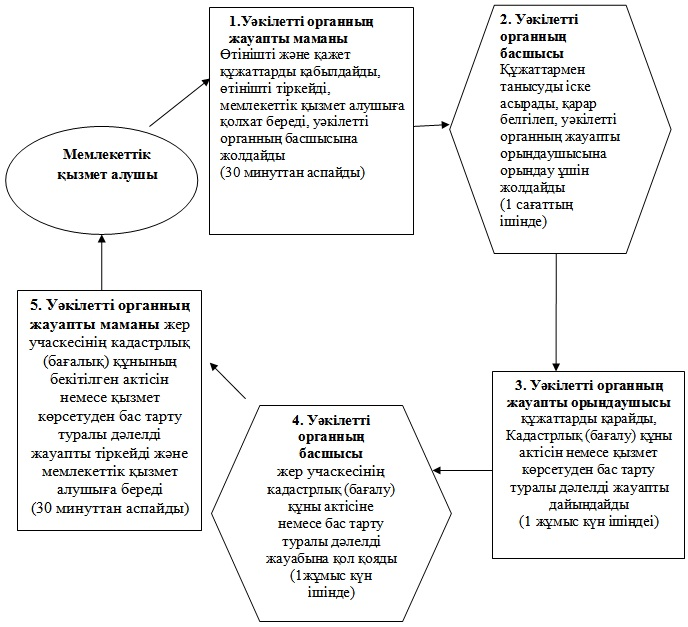 Мемлекеттік
қызмет алушы
1.Уәкілетті органның
жауапты маманы
Өтінішті және қажет
құжаттарды қабылдайды,
өтінішті тіркейді,
мемлекеттік қызмет алушыға
қолхат береді, уәкілетті
органның басшысына
жолдайды
(30 минуттан аспайды)
2. Уәкілетті
органның
басшысы
Құжаттармен
танысуды іске
асырады, қарар
белгілеп, уәкілетті
органның жауапты
орындаушысына
орындау үшін
жолдайды
(1 сағаттың
ішінде)
3. Уәкілетті органның
жауапты орындаушысы
құжаттарды қарайды,
Кадастрлық (бағалу) құны
актісін немесе қызмет
көрсетуден бас тарту
туралы дәлелді жауапты
дайындайды
(1 жұмыс күн ішіндеі)
4. Уәкілетті
органның
басшысы
жер учаскесінің
кадастрлық (бағалу)
құны актісіне
немесе бас тарту
туралы дәлелді
жауабына қол қояды
(1жұмыс күн
ішінде)
5. Уәкілетті органның
жауапты маманы жер
учаскесінің кадастрлық
(бағалық) құнының
бекітілген актісін
немесе қызмет
көрсетуден бас тарту
туралы дәлелді
жауапты тіркейді және
мемлекеттік қызмет
алушыға береді
(30 минуттан аспайды)